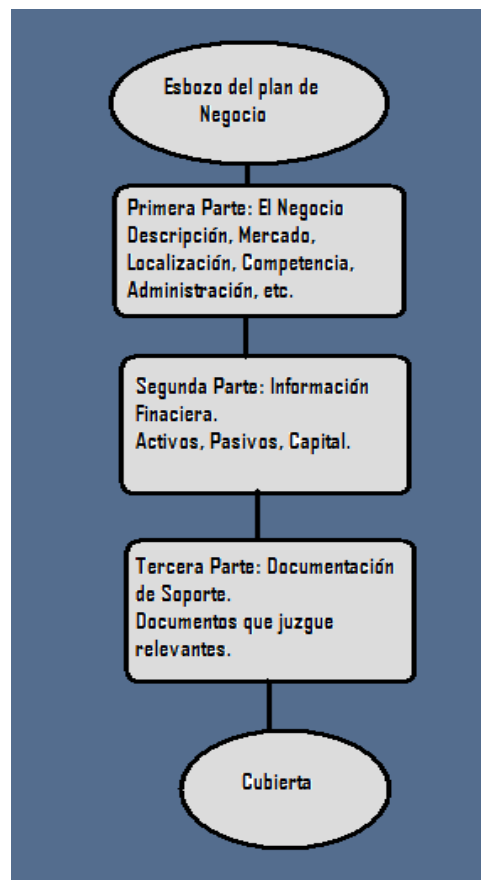 Esbozo del plan de
Negocio
Primera Parte: El Negocio
Descripción, Mercado,
Localización, Competencia,
Administración, etc.
Segunda Parte: Información
Finaciera.
Activos, Pasivos, Capital.
Tercera Parte: Documentación
de Soporte.
Documentos que juzgue
relevantes.
Cubierta